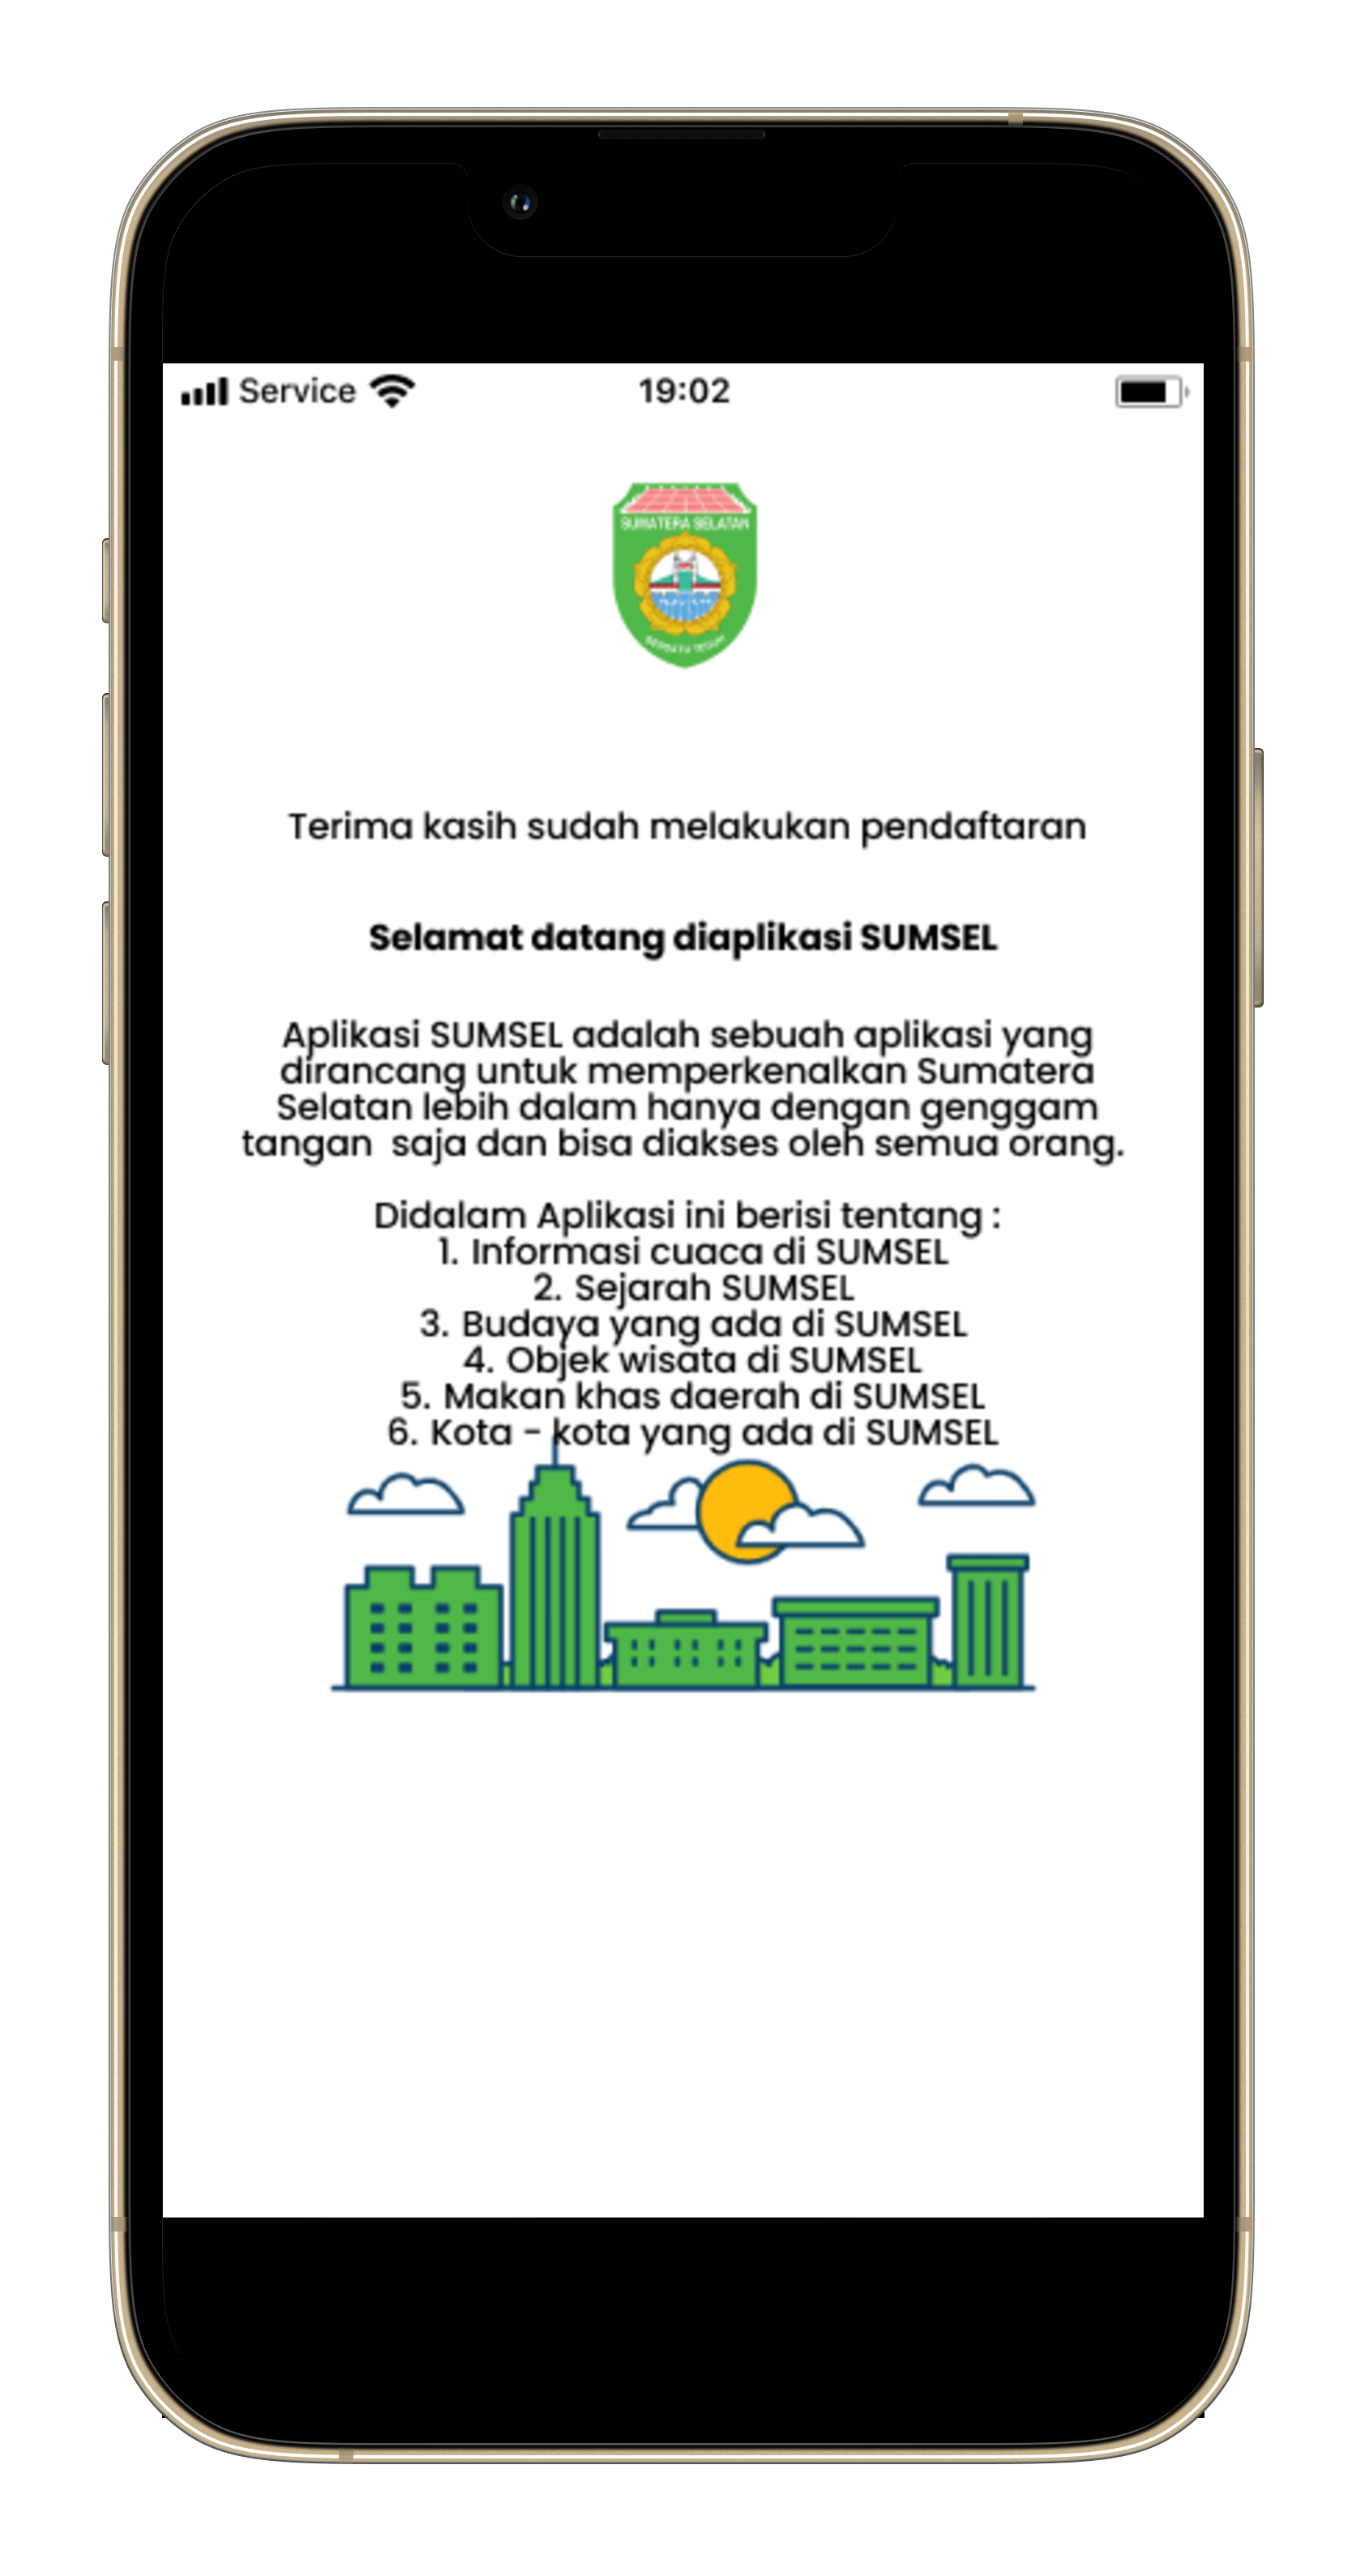 Service 19:02
SUMATERA SELATAN
Terima kasih sudah melakukan pendaftaran
Selamat datang diaplikasi SUMSEL
Aplikasi SUMSEL adalah sebuah aplikasi yang
dirancang untuk memperkenalkan Sumatera
Selatan lebih dalam hanya dengan genggam
tangan  saja dan bisa diakses oleh semua orang.
Didalam Aplikasi ini berisi tentang :
1. Informasi cuaca di SUMSEL
2. Sejarah SUMSEL
3. Budaya yang ada di SUMSEL
4. Objek wisata di SUMSEL
5. Makan khas daerah di SUMSEL
6. Kota - kota yang ada di SUMSEL